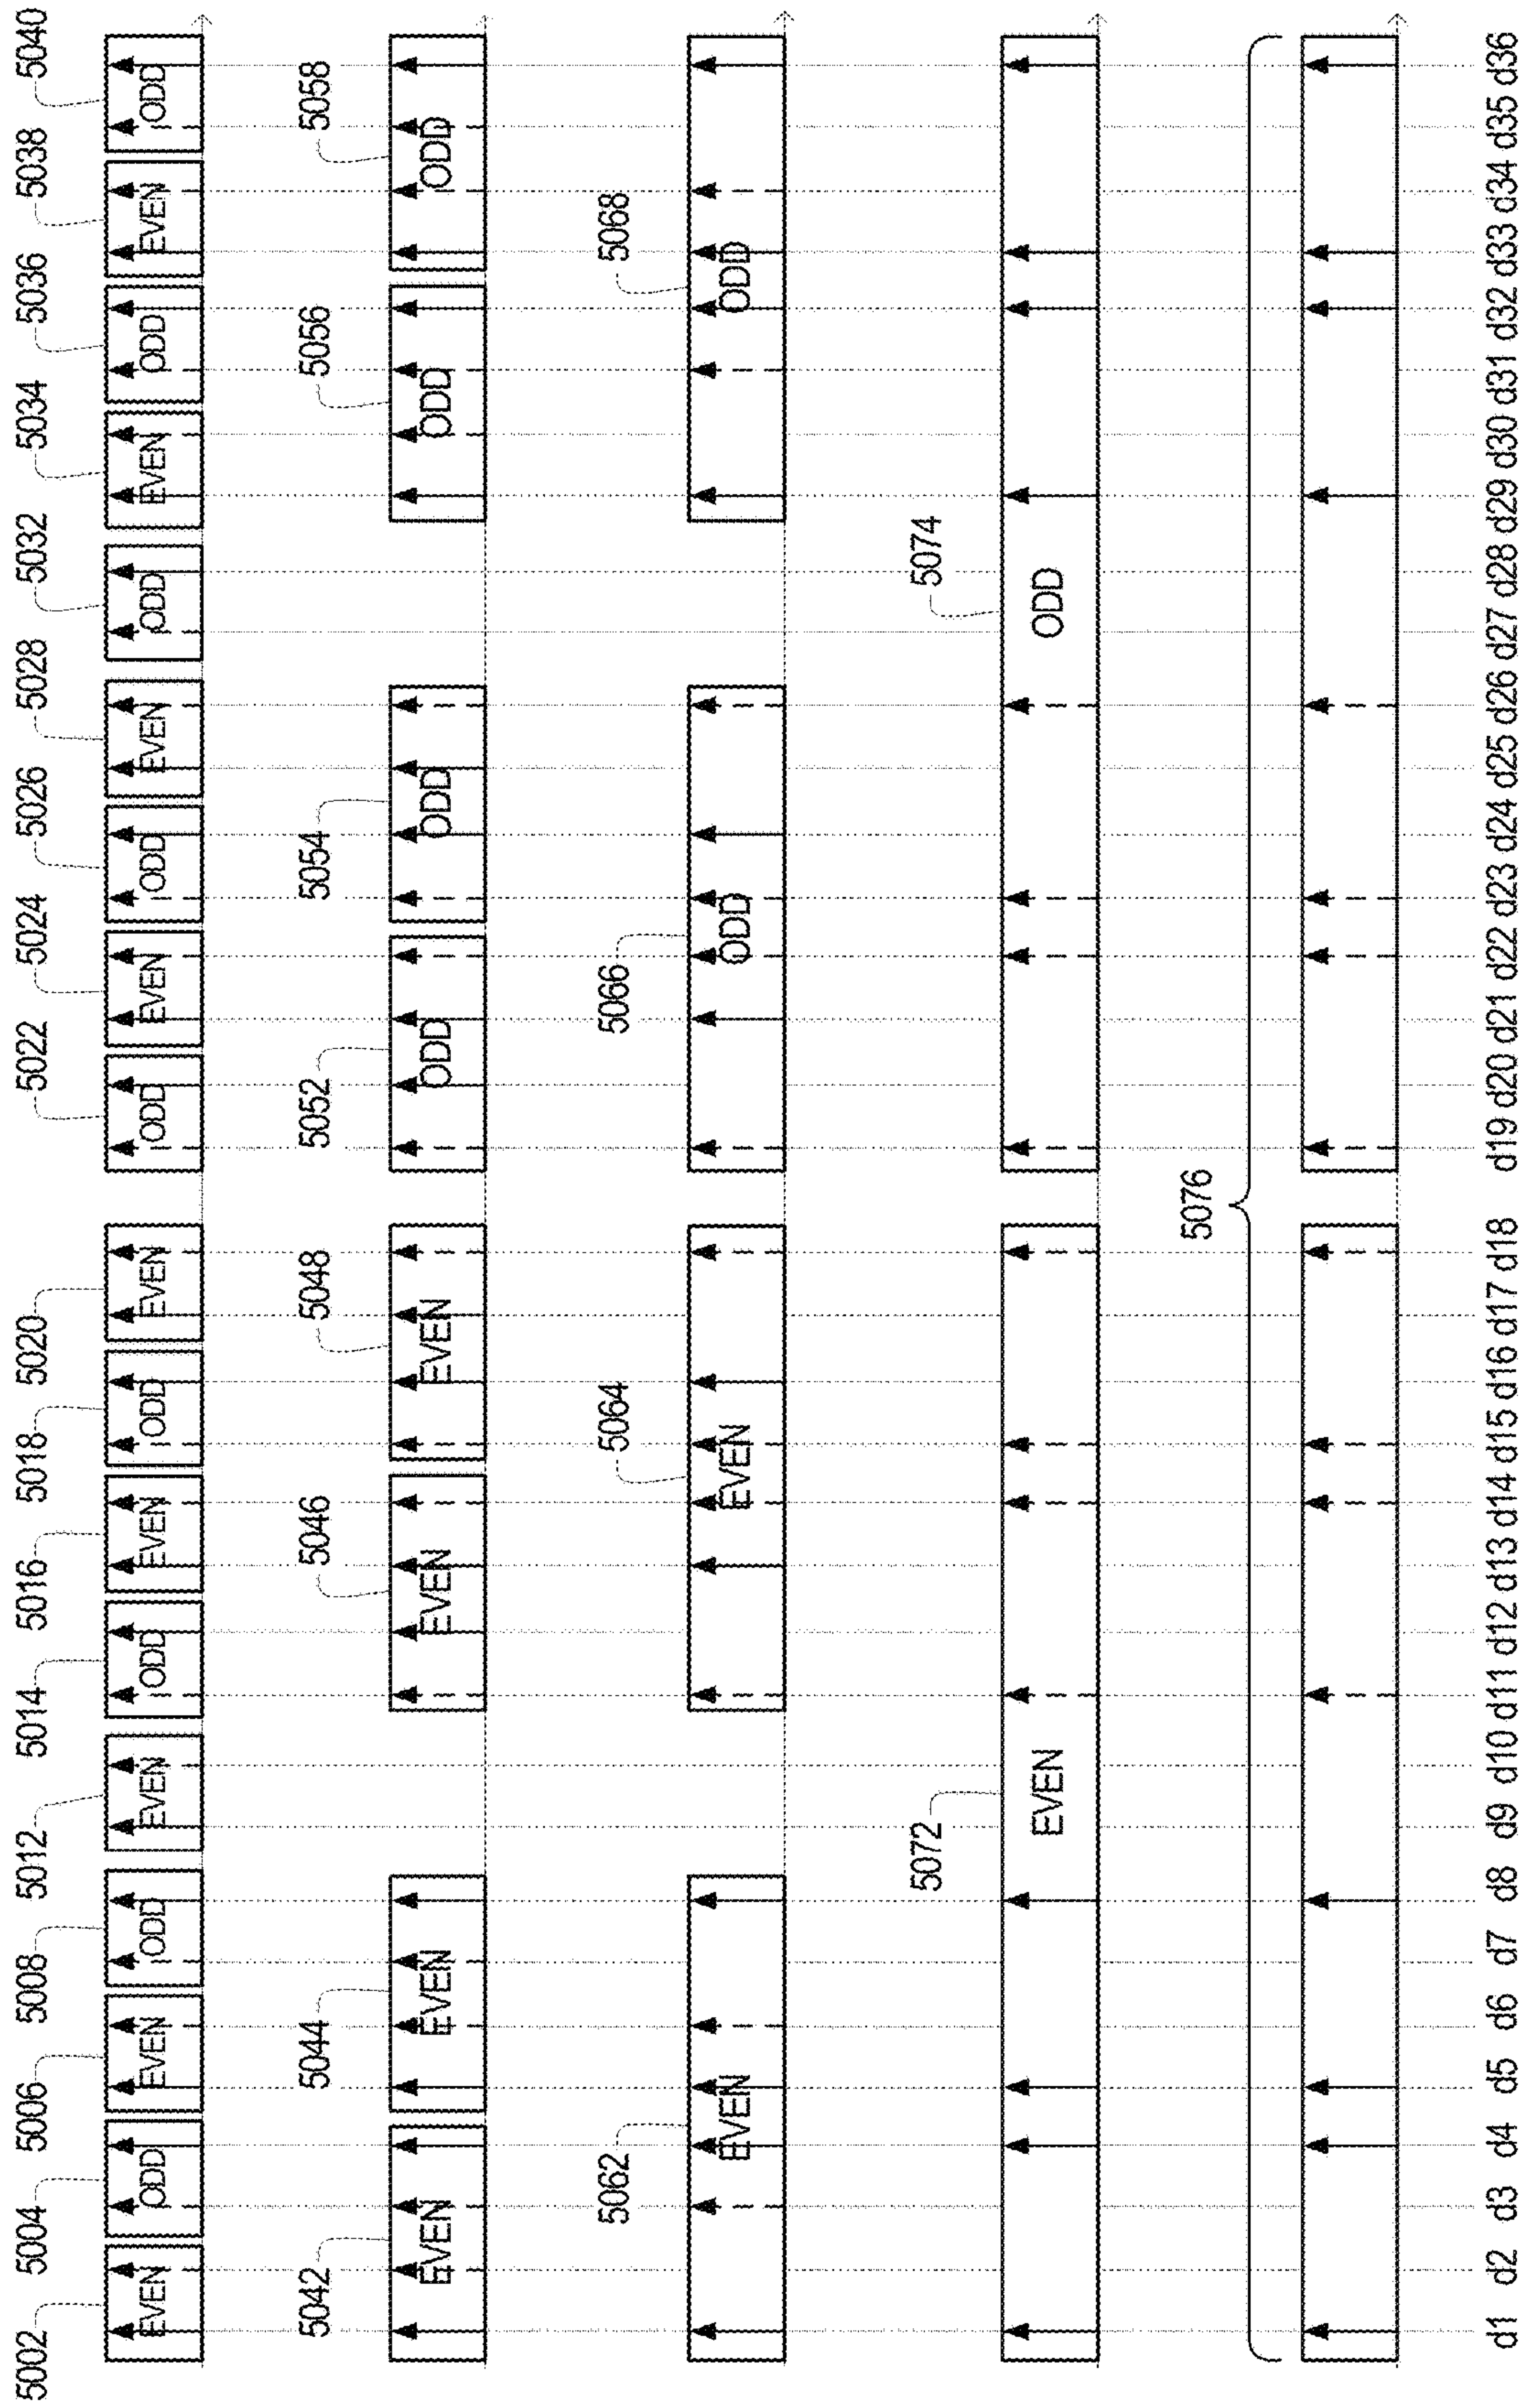 5002 5004 5006 5008 5012 5014 5016 5018 5020 5022 5024 5026 5028 5032 5034 5036 5038 5040
EVEN ODD EVEN ODD EVEN ODD EVEN ODD EVEN ODD EVEN ODD EVEN ODD EVEN ODD EVEN ODD
5042 5044 5046 5048 5052 5054 5056 5058
EVEN EVEN EVEN EVEN ODD ODD ODD ODD
5062 5064 5066 5068
EVEN EVEN ODD ODD
5072 5074
EVEN ODD
5076
d1 d2 d3 d4 d5 d6 d7 d8 d9 d10 d11 d12 d13 d14 d15 d16 d17 d18 d19 d20 d21 d22 d23 d24 d25 d26 d27 d28 d29 d30 d31 d32 d33 d34 d35 d36